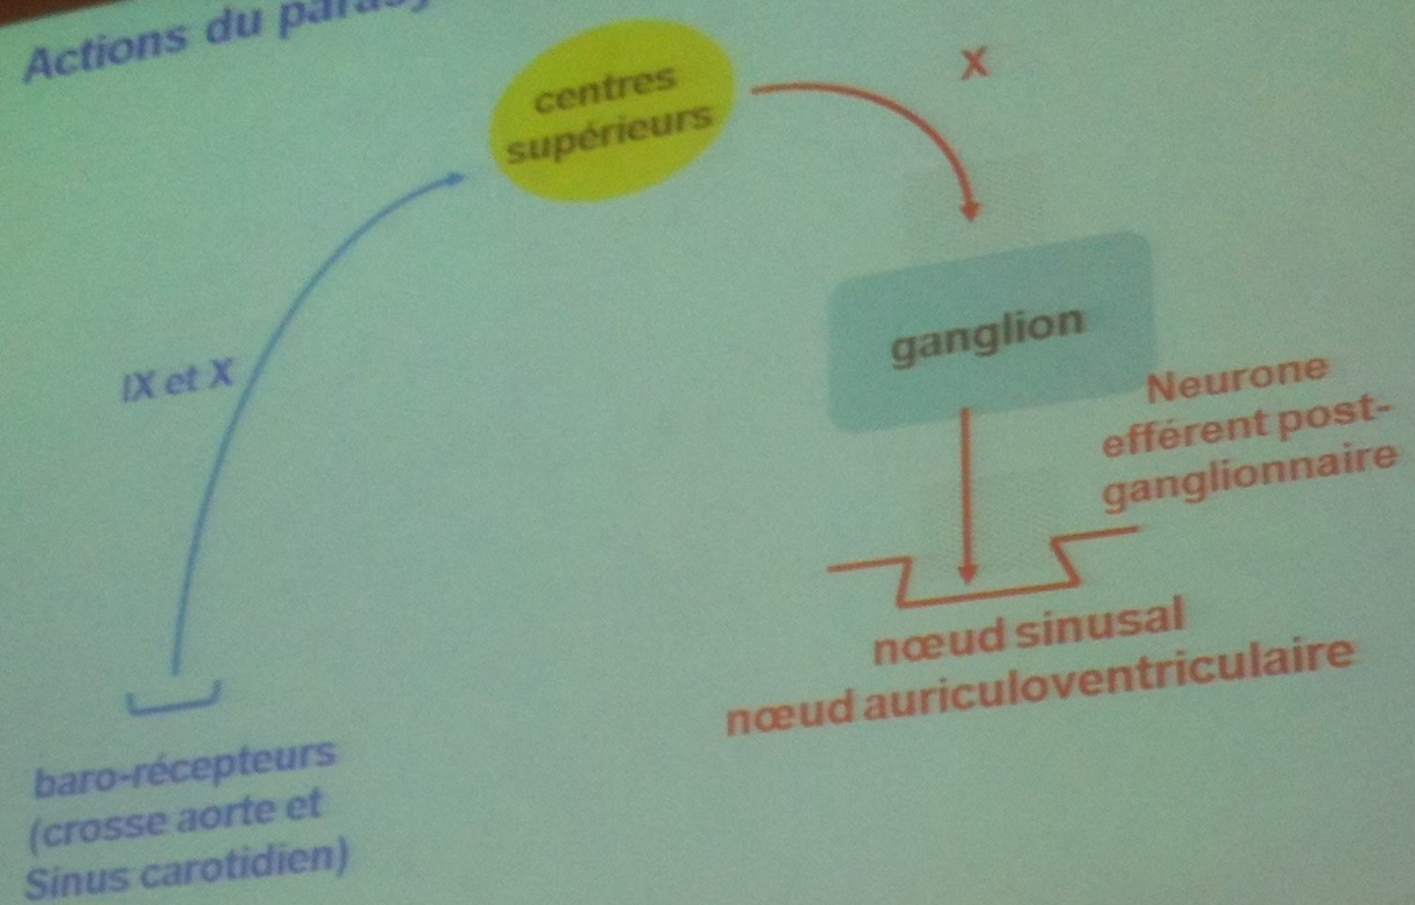 Actions du
centres
supérieurs
X
IX et X
ganglion
Neurone
efférent post-
ganglionnaire
nœud sinusal
nœud auriculoventriculaire
baro-récepteurs
(crosse aorte et
Sinus carotidien)